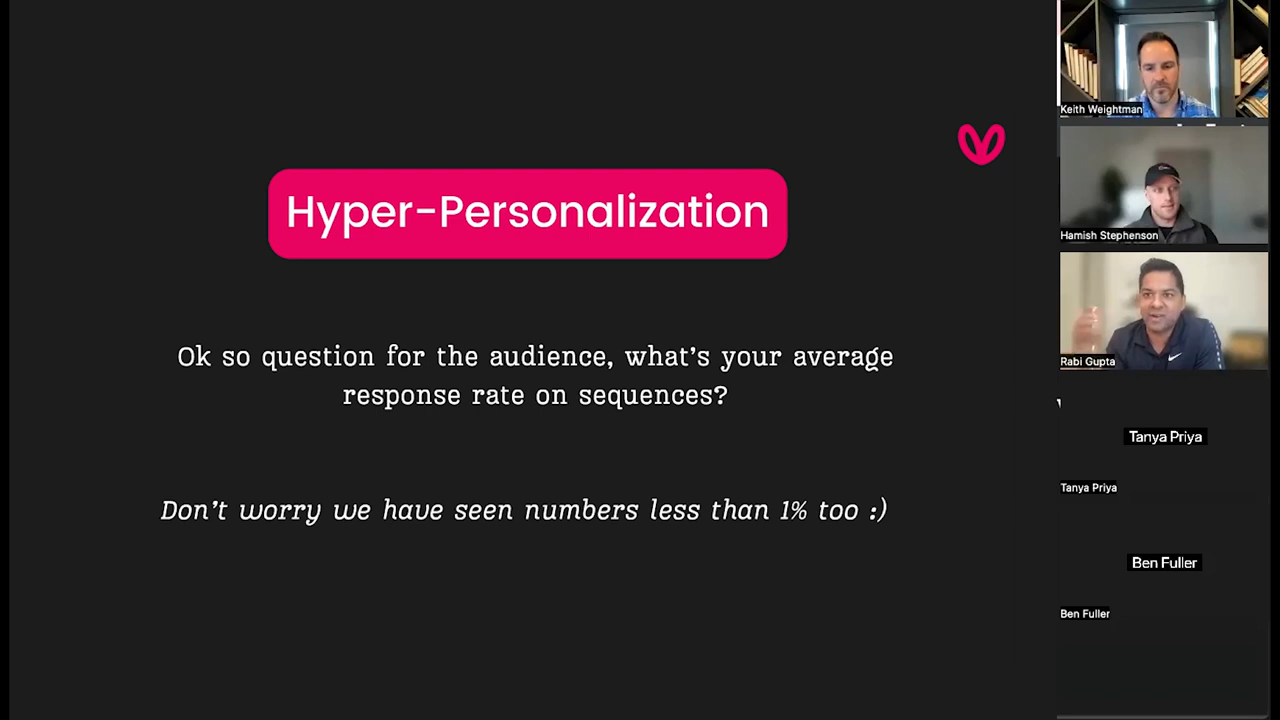 Hyper-Personalization
Ok so question for the audience, what's your average
response rate on sequences?
Don't worry we have seen numbers less than 1% too :)
Keith Weightman
Hamish Stephenson
Rabi Gupta
Tanya Priya
Tanya Priya
Ben Fuller
Ben Fuller